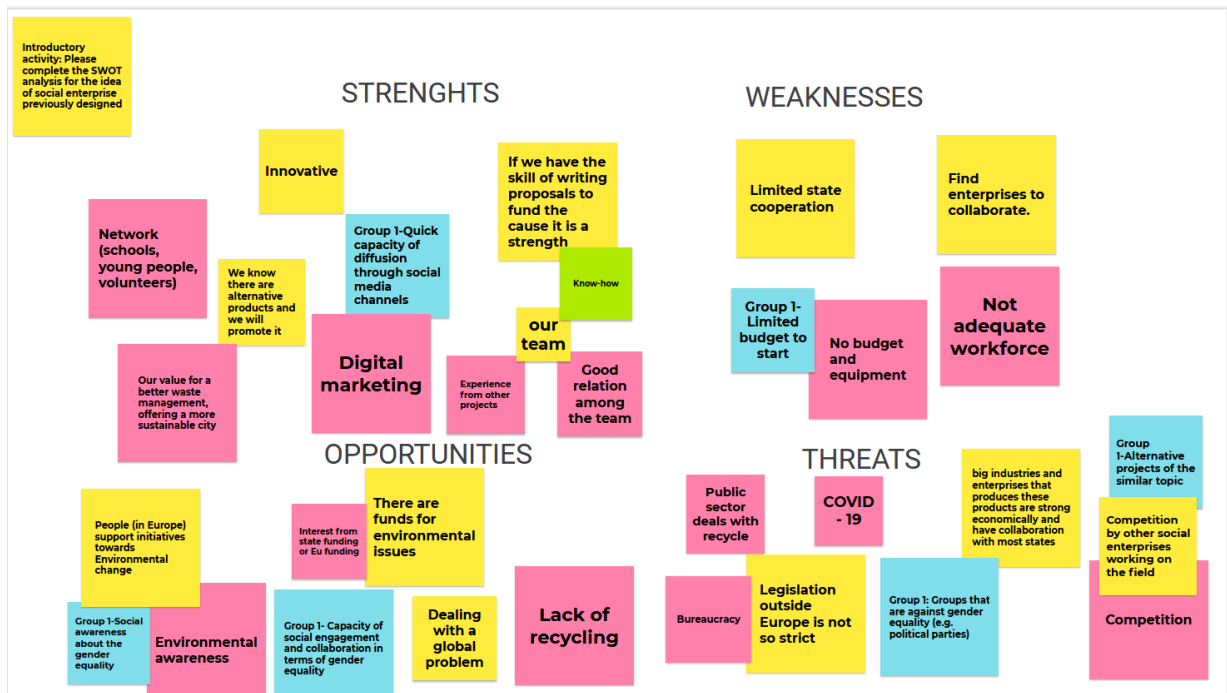 Introductory
activity: Please
complete the SWOT
analysis for the idea
of social enterprise
previously designed
STRENGHTS
Innovative
If we have the
skill of writing
proposals to
fund the
cause it is a
strength
Network
(schools,
young people,
volunteers)
Group 1-Quick
capacity of
diffusion
through social
media
channels
We know
there are
alternative
products and
we will
promote it
Know-how
our
team
Digital
marketing
Our value for a
better waste
management,
offering a more
sustainable city
Experience
from other
projects
Good
relation
among
the team
WEAKNESSES
Limited state
cooperation
Find
enterprises to
collaborate.
Group 1-
Limited
budget to
start
No budget
and
equipment
Not
adequate
workforce
OPPORTUNITIES
People (in Europe)
support initiatives
towards
Environmental
change
Interest from
state funding
or Eu funding
There are
funds for
environmental
issues
Group 1-Social
awareness
about the
gender
equality
Environmental
awareness
Group 1- Capacity of
social engagement
and collaboration in
terms of gender
equality
Dealing
with a
global
problem
Lack of
recycling
THREATS
Public
sector
deals with
recycle
COVID
- 19
big industries and
enterprises that
produces these
products are strong
economically and
have collaboration
with most states
Group
1-Alternative
projects of the
similar topic
Competition
by other social
enterprises
working on
the field
Bureaucracy
Legislation
outside
Europe is not
so strict
Group 1: Groups that
are against gender
equality (e.g.
political parties)
Competition